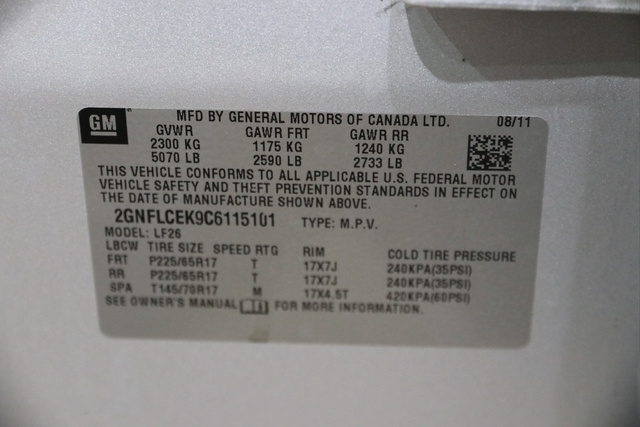 GM MFD BY GENERAL MOTORS OF CANADA LTD. 08/11
GVWR GAWR FRT GAWR RR
2300 KG 1175 KG 1240 KG
5070 LB 2590 LB 2733 LB
THIS VEHICLE CONFORMS TO ALL APPLICABLE U.S. FEDERAL MOTOR
VEHICLE SAFETY AND THEFT PREVENTION STANDARDS IN EFFECT ON
THE DATE OF MANUFACTURE SHOWN ABOVE.
2GNFLCEK9C6115101 TYPE: M.P.V.
MODEL: LF26
LBCW TIRE SIZE SPEED RTG RIM COLD TIRE PRESSURE
FRT P225/65R17 T 17X7J 240KPA(35PSI)
RR P225/65R17 T 17X7J 240KPA(35PSI)
SPA T145/70R17 M 17X4.5T 420KPA(60PSI)
SEE OWNER'S MANUAL FOR MORE INFORMATION.